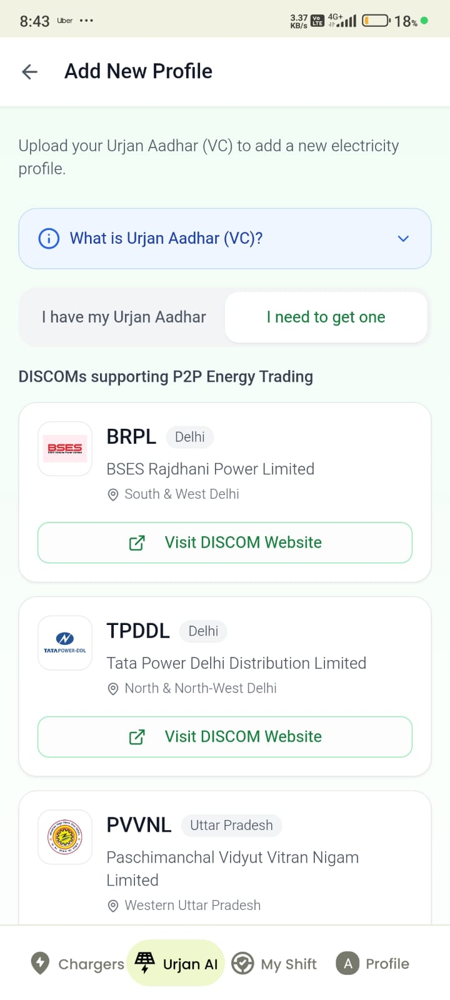 8:43 Uber ...
3.37 KB/s Vo LTE 4G+ 18%
Add New Profile
Upload your Urjan Aadhar (VC) to add a new electricity
profile.
What is Urjan Aadhar (VC)?
I have my Urjan Aadhar
I need to get one
DISCOMs supporting P2P Energy Trading
BSES
BRPL Delhi
BSES Rajdhani Power Limited
South & West Delhi
Visit DISCOM Website
TATA POWER-DDL
TPDDL Delhi
Tata Power Delhi Distribution Limited
North & North-West Delhi
Visit DISCOM Website
PVVNL Uttar Pradesh
Paschimanchal Vidyut Vitran Nigam
Limited
Western Uttar Pradesh
Chargers
Urjan AI
My Shift
A Profile